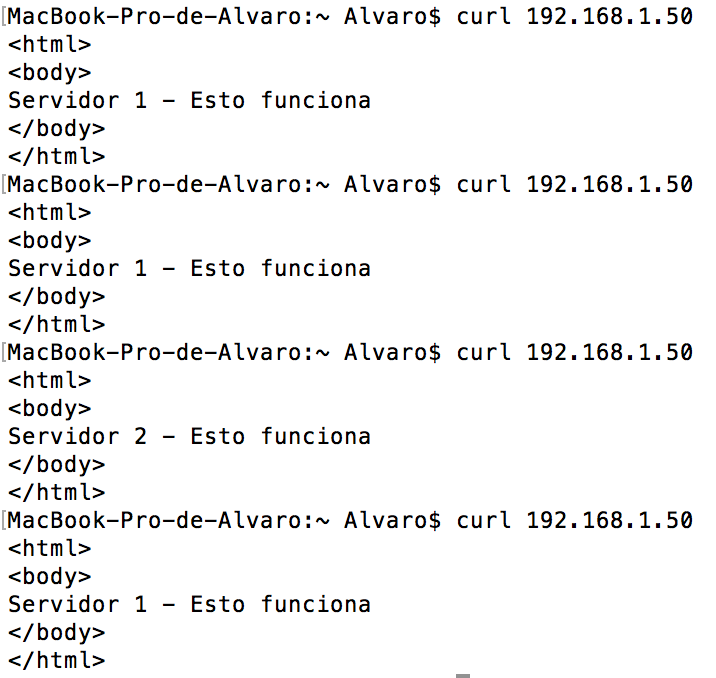 [MacBook-Pro-de-Alvaro:~ Alvaro$ curl 192.168.1.50
<html>
<body>
Servidor 1 - Esto funciona
</body>
</html>
[MacBook-Pro-de-Alvaro:~ Alvaro$ curl 192.168.1.50
<html>
<body>
Servidor 1 - Esto funciona
</body>
</html>
[MacBook-Pro-de-Alvaro:~ Alvaro$ curl 192.168.1.50
<html>
<body>
Servidor 2 - Esto funciona
</body>
</html>
[MacBook-Pro-de-Alvaro:~ Alvaro$ curl 192.168.1.50
<html>
<body>
Servidor 1 - Esto funciona
</body>
</html>